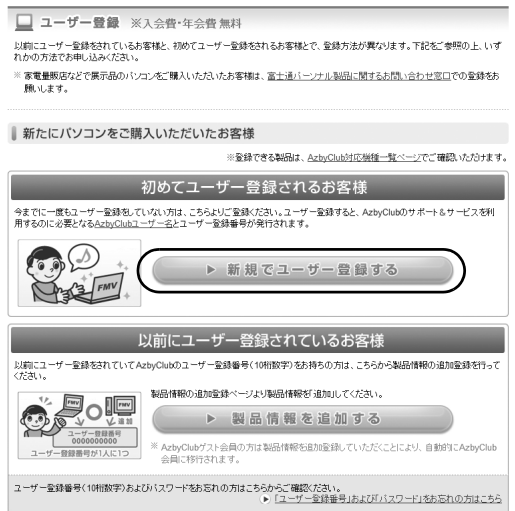 ユーザー登録 ※入会費・年会費 無料
以前にユーザー登録をされているお客様と、初めてユーザー登録をされるお客様とで、登録方法が異なります。下記をご参照の上、いず
れかの方法でお申し込みください。
※ 家電量販店などで展示品のパソコンをご購入いただいたお客様は、富士通パーソナル製品に関するお問い合わせ窓口での登録をお
願いします。
新たにパソコンをご購入いただいたお客様
※登録できる製品は、AzbyClub対応機種一覧ページでご確認いただけます。
初めてユーザー登録されるお客様
今までに一度もユーザー登録をしていない方は、こちらよりご登録ください。ユーザー登録すると、AzbyClubのサポート＆サービスを利
用するのに必要となるAzbyClubユーザー名とユーザー登録番号が発行されます。
FMV
新規でユーザー登録する
以前にユーザー登録されているお客様
以前にユーザー登録をされていてAzbyClubのユーザー登録番号（10桁数字）をお持ちの方は、こちらから製品情報の追加登録を行って
ください。
製品情報の追加登録ページより製品情報を「追加」してください。
FMV
FMV
追加
ユーザー登録番号
0000000000
ユーザー登録番号が1人に1つ
製品情報を追加する
※ AzbyClubゲスト会員の方は製品情報を追加登録していただくことにより、自動的にAzbyClub
会員に移行されます。
ユーザー登録番号（10桁数字）およびパスワードをお忘れの方はこちらからご確認ください。
「ユーザー登録番号」および「パスワード」をお忘れの方はこちら